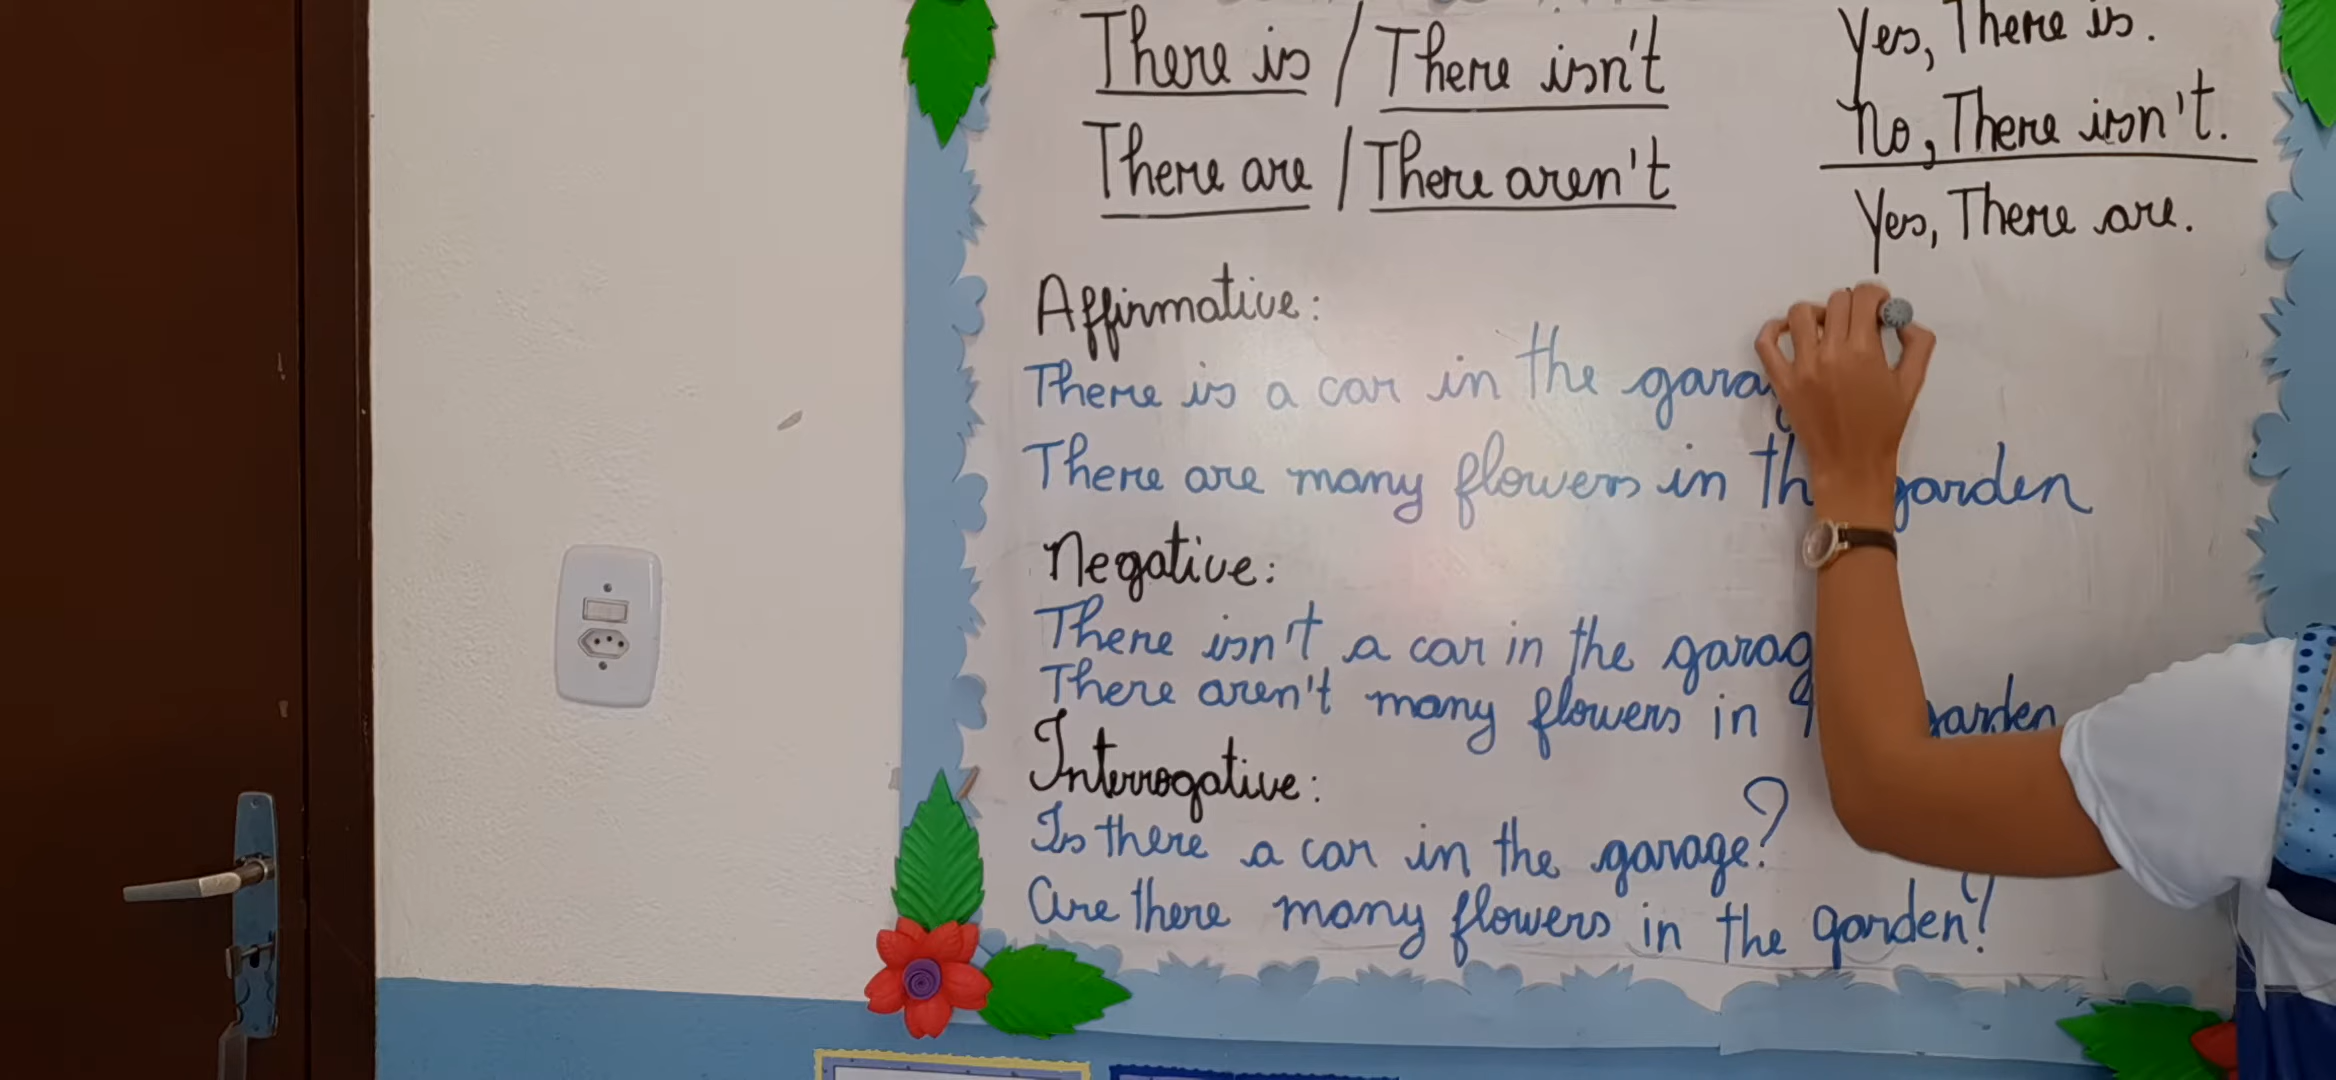 There is / There isn't
There are / There aren't
Yes, There is.
No, There isn't.
Yes, There are.
Affirmative:
There is a car in the
There are many flowers in garden
Negative:
There isn't a car in the
There aren't many flowers in garden
Interrogative:
Is there a car in the garage?
Are there many flowers in the garden?